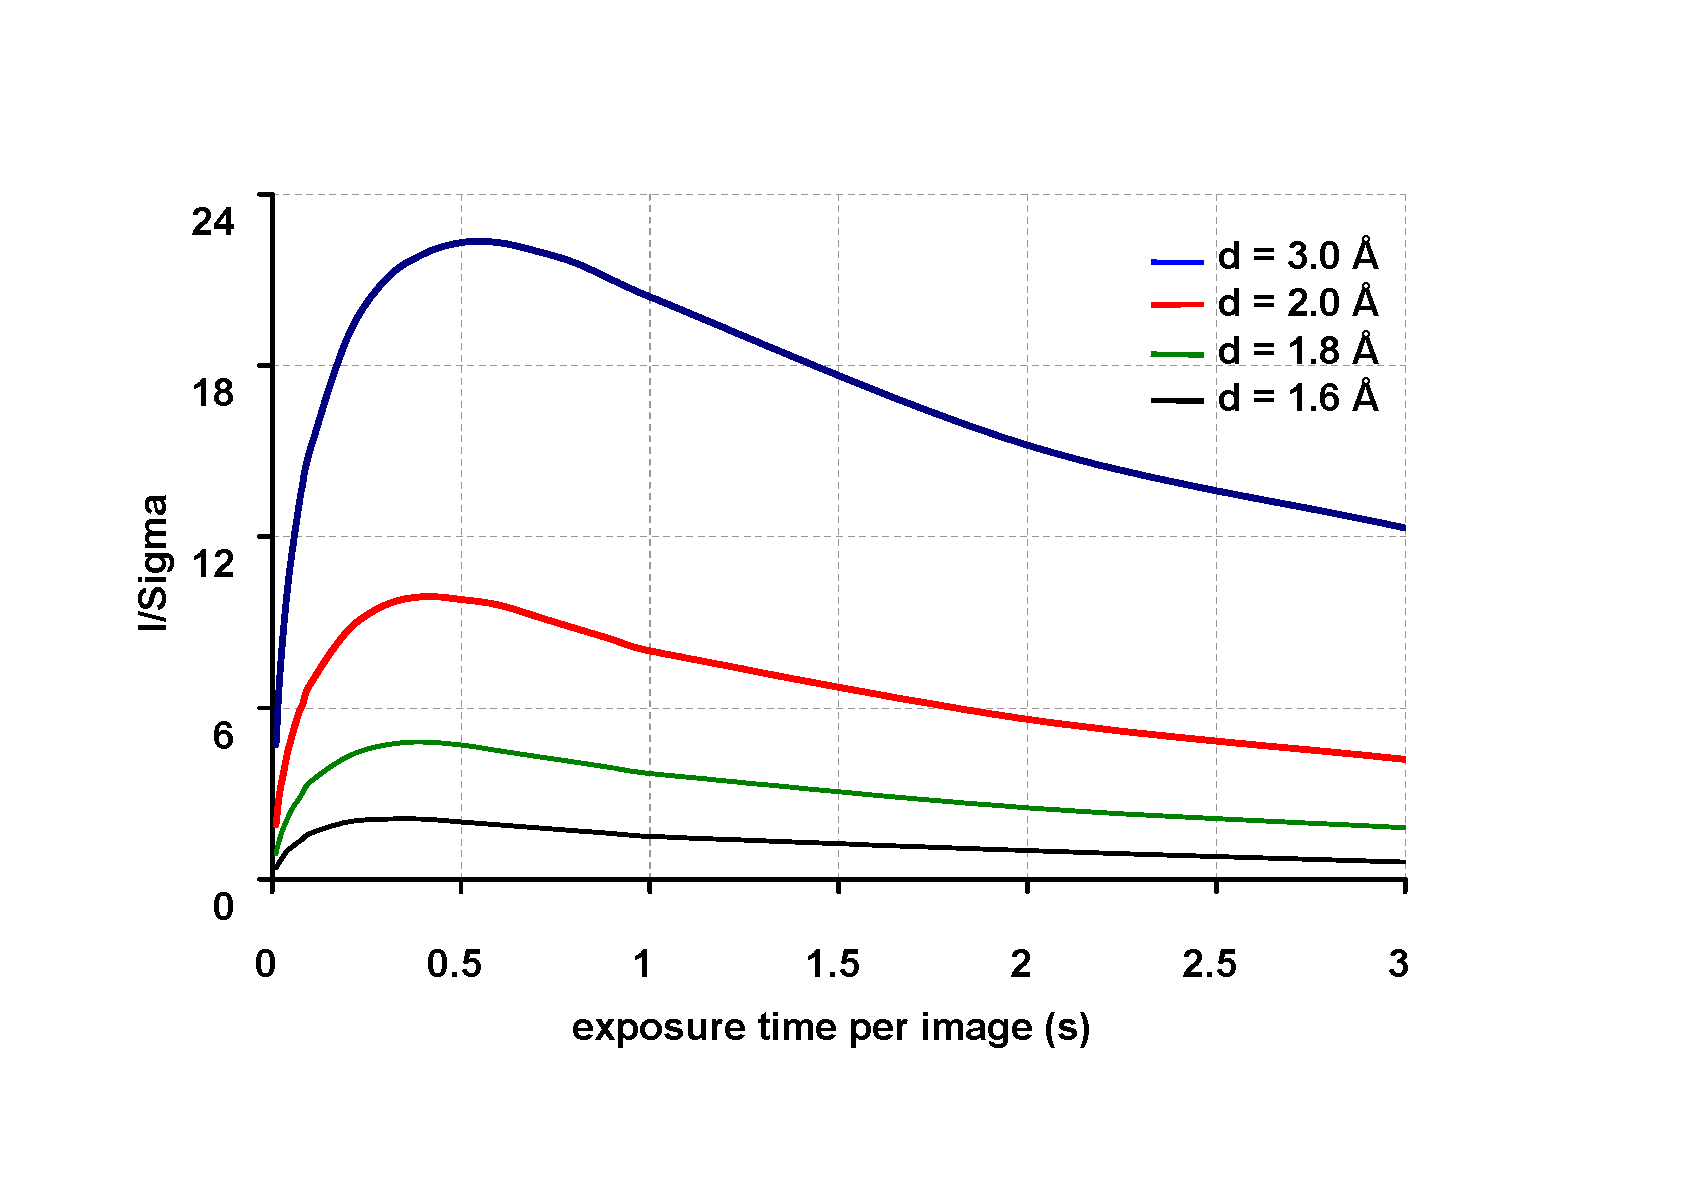 24
18
12
6
0
I/Sigma
d = 3.0 Å
d = 2.0 Å
d = 1.8 Å
d = 1.6 Å
0 0.5 1 1.5 2 2.5 3
exposure time per image (s)